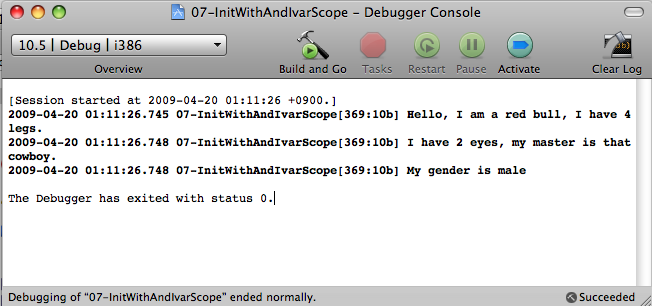 07-InitWithAndIvarScope – Debugger Console
10.5 | Debug | i386
Overview
Build and Go
Tasks
Restart
Pause
Activate
Clear Log
[Session started at 2009-04-20 01:11:26 +0900.]
2009-04-20 01:11:26.745 07-InitWithAndIvarScope[369:10b] Hello, I am a red bull, I have 4
legs.
2009-04-20 01:11:26.748 07-InitWithAndIvarScope[369:10b] I have 2 eyes, my master is that
cowboy.
2009-04-20 01:11:26.748 07-InitWithAndIvarScope[369:10b] My gender is male
The Debugger has exited with status 0.
Debugging of “07-InitWithAndIvarScope” ended normally.
Succeeded